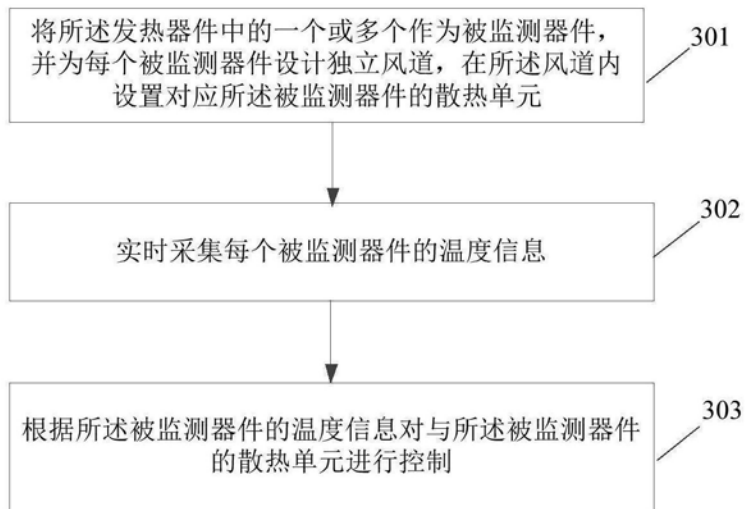 将所述发热器件中的一个或多个作为被监测器件，
并为每个被监测器件设计独立风道，在所述风道内
设置对应所述被监测器件的散热单元
301
实时采集每个被监测器件的温度信息
302
根据所述被监测器件的温度信息对与所述被监测器件
的散热单元进行控制
303